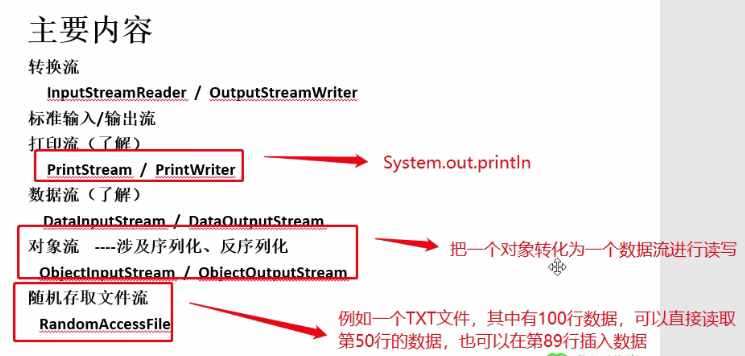 主要内容
转换流
InputStreamReader / OutputStreamWriter
标准输入/输出流
打印流（了解）
PrintStream / PrintWriter
System.out.println
数据流（了解）
DataInputStream / DataOutputStream
对象流 ----涉及序列化、反序列化
把一个对象转化为一个数据流进行读写
ObjectInputStream / ObjectOutputStream
随机存取文件流
RandomAccessFile
例如一个TXT文件，其中有100行数据，可以直接读取
第50行的数据，也可以在第89行插入数据